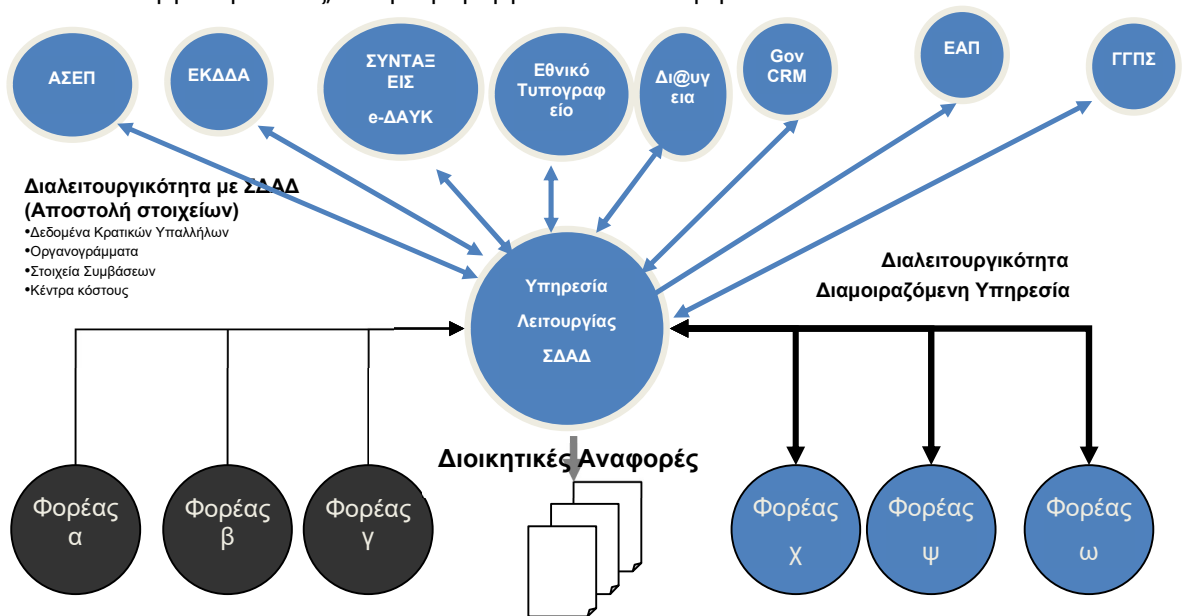 ΑΣΕΠ
ΕΚΔΔΑ
ΣΥΝΤΑΞ
ΕΙΣ
e-ΔΑΥΚ
Εθνικό
Τυπογραφ
είο
Δι@υγ
εια
Gov
CRM
ΕΑΠ
ΓΓΠΣ
Διαλειτουργικότητα με ΣΔΑΔ
(Αποστολή στοιχείων)
•Δεδομένα Κρατικών Υπαλλήλων
•Οργανογράμματα
•Στοιχεία Συμβάσεων
•Κέντρα κόστους
Υπηρεσία
Λειτουργίας
ΣΔΑΔ
Διαλειτουργικότητα
Διαμοιραζόμενη Υπηρεσία
Διοικητικές Αναφορές
Φορέας
α
Φορέας
β
Φορέας
γ
Φορέας
χ
Φορέας
ψ
Φορέας
ω